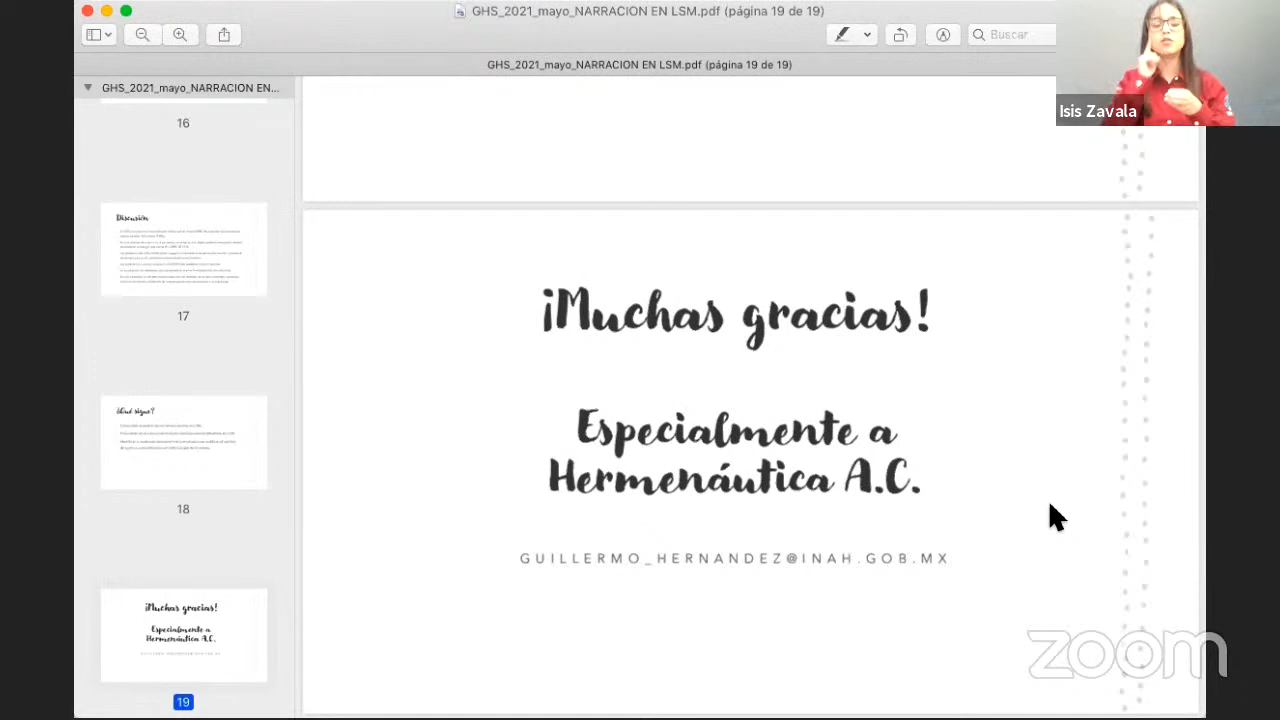 GHS_2021_mayo_NARRACION EN LSM.pdf (página 19 de 19)
Buscar
GHS_2021_mayo_NARRACION EN LSM.pdf (página 19 de 19)
Isis Zavala
GHS_2021_mayo_NARRACION EN...
16
Discusión
17
¿Qué sigue?
18
¡Muchas gracias!
Especialmente a
Hermenáutica A.C.
19
¡Muchas gracias!
Especialmente a
Hermenáutica A.C.
GUILLERMO_HERNANDEZ@INAH.GOB.MX
zoom